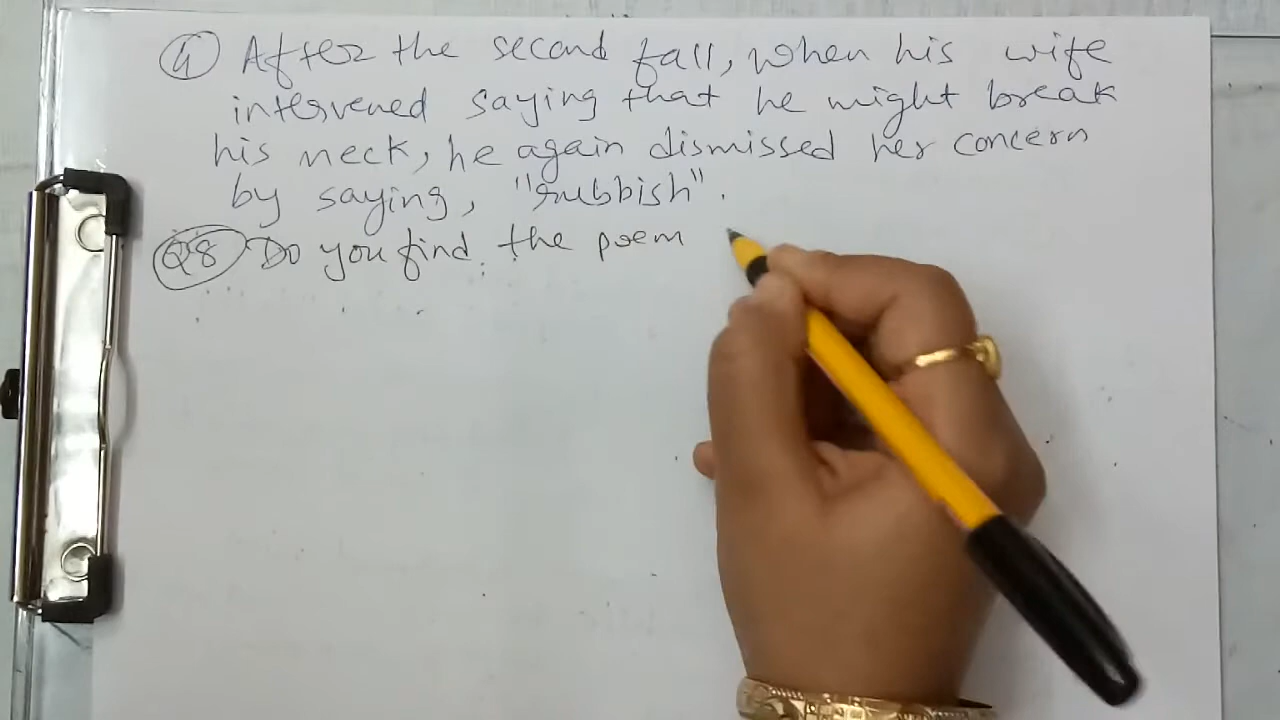 4 After the second fall, when his wife
intervened saying that he might break
his neck, he again dismissed her concern
by saying, "rubbish".
Q8 Do you find the poem